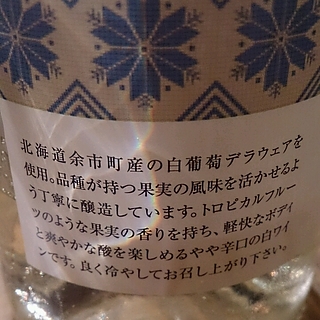 北海道余市町産の白葡萄デラウェアを
使用。品種が持つ果実の風味を活かせるよ
う丁寧に醸造しています。トロピカルフルー
ツのような果実の香りを持ち、軽快なボディ
と爽やかな酸を楽しめるやや辛口の白ワイ
ンです。良く冷やしてお召し上がり下さい。